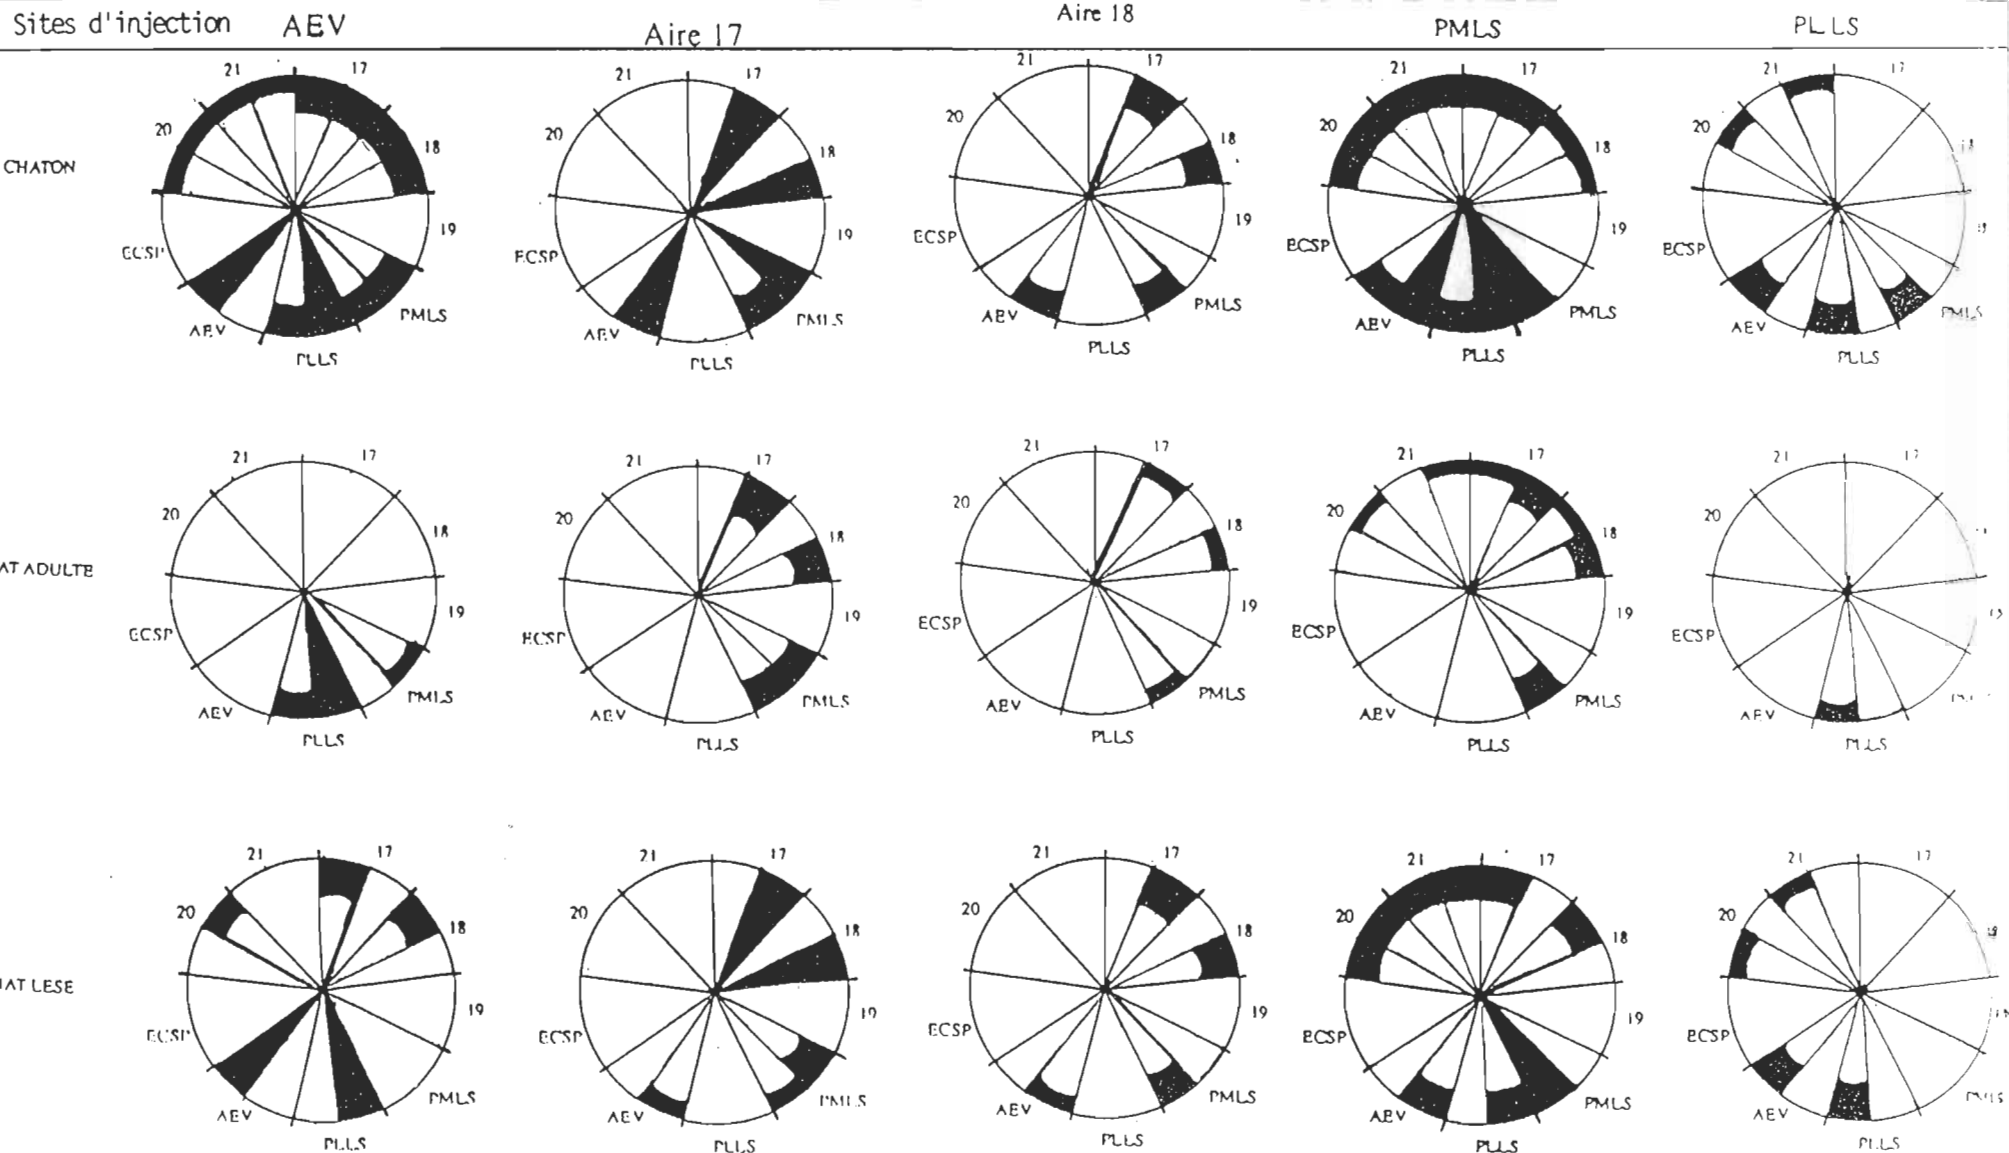 Sites d'injection AEV Aire 17 Aire 18 PMLS PLLS
CHATON
21 17 20 18 ECSP 19 AEV PMLS PLLS
21 17 20 18 ECSP 19 AEV PMLS PLLS
21 17 20 18 ECSP 19 AEV PMLS PLLS
21 17 20 18 ECSP 19 AEV PMLS PLLS
21 17 20 18 ECSP AEV PMLS PLLS
AT ADULTE
21 17 20 18 ECSP 19 AEV PMLS PLLS
21 17 20 18 ECSP 19 AEV PMLS PLLS
21 17 20 18 ECSP 19 AEV PMLS PLLS
21 17 20 18 ECSP 19 AEV PMLS PLLS
21 17 20 ECSP AEV PLLS
AT LESE
21 17 20 18 ECSP 19 AEV PMLS PLLS
21 17 20 18 ECSP 19 AEV PMLS PLLS
21 17 20 18 ECSP 19 AEV PMLS PLLS
21 17 20 18 ECSP 19 AEV PMLS PLLS
21 17 20 18 ECSP AEV PMLS PLLS